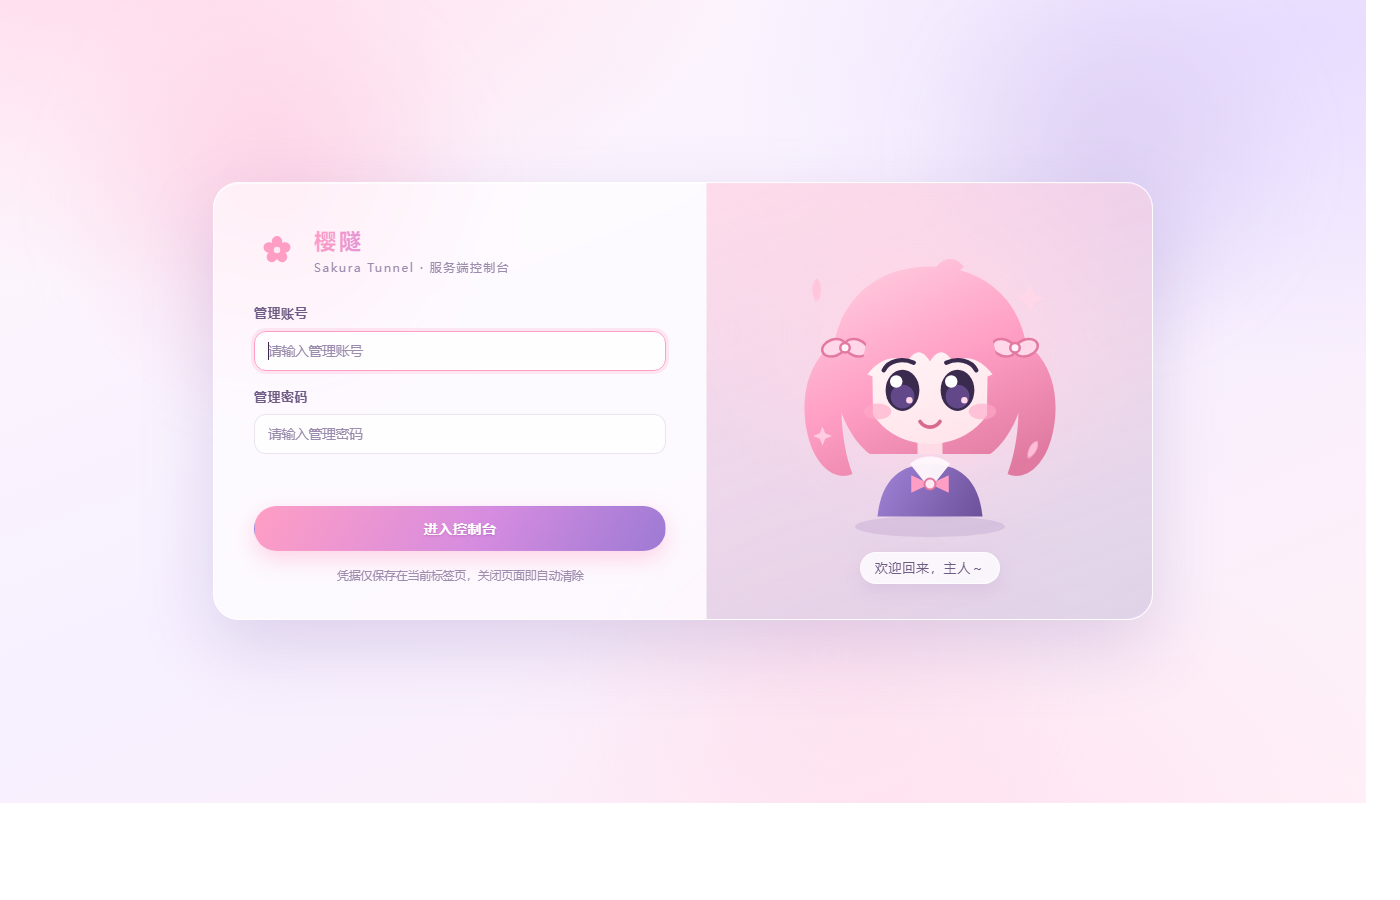 樱隧
Sakura Tunnel · 服务端控制台
管理账号
请输入管理账号
管理密码
请输入管理密码
进入控制台
凭据仅保存在当前标签页，关闭页面即自动清除
欢迎回来，主人～